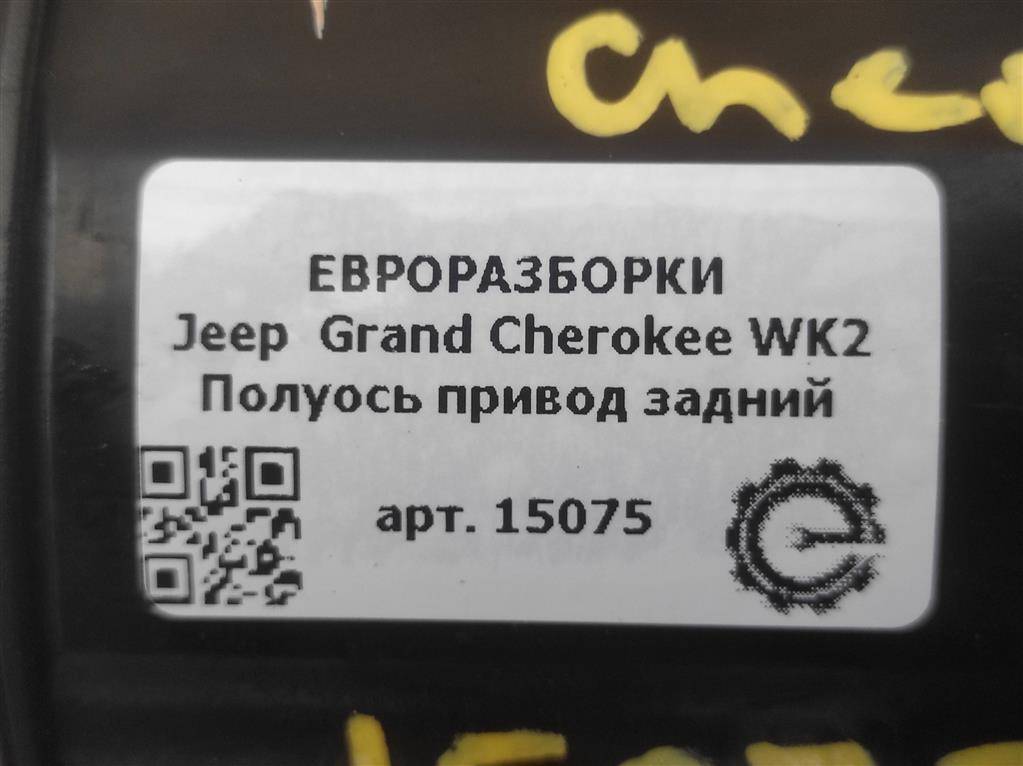 ЕВРОРАЗБОРКИ
Jeep Grand Cherokee WK2
Полуось привод задний
арт. 15075